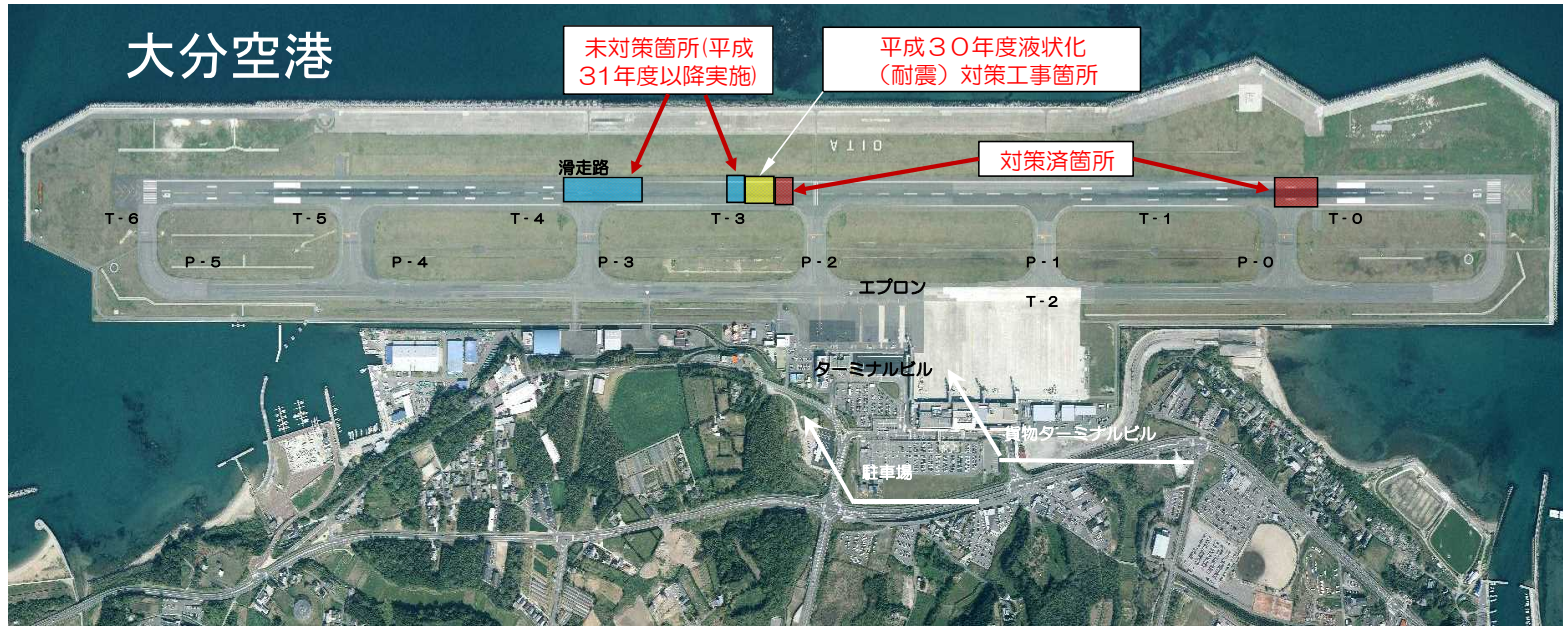 大分空港
未対策箇所(平成
31年度以降実施)
平成３０年度液状化
（耐震）対策工事箇所
対策済箇所
OITA
滑走路
T-6
T-5
T-4
T-3
T-1
T-0
P-5
P-4
P-3
P-2
P-1
P-0
エプロン
T-2
ターミナルビル
貨物ターミナルビル
駐車場